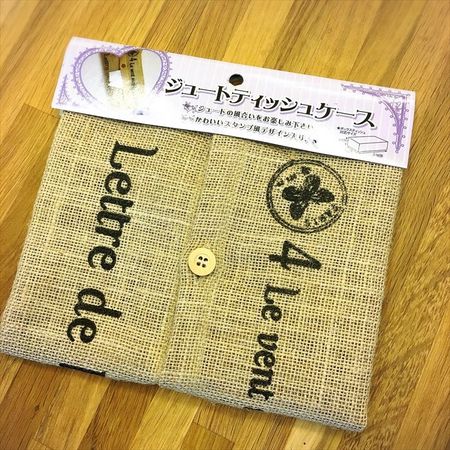 ジュートティッシュケース
ジュートの風合いをお楽しみ下さい
かわいいスタンプ風デザイン入り。
Lettre de
4 Le vent